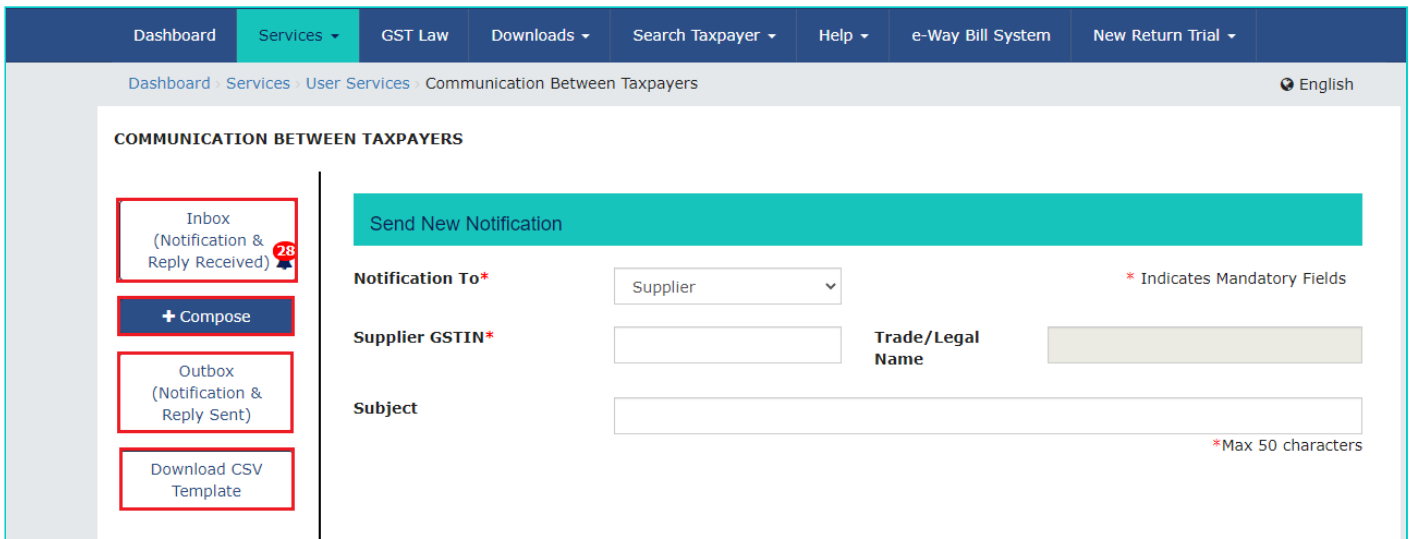 Dashboard Services GST Law Downloads Search Taxpayer Help e-Way Bill System New Return Trial
Dashboard › Services › User Services › Communication Between Taxpayers English
COMMUNICATION BETWEEN TAXPAYERS
Inbox
(Notification &
Reply Received) 28
+ Compose
Outbox
(Notification &
Reply Sent)
Download CSV
Template
Send New Notification
Notification To* Supplier * Indicates Mandatory Fields
Supplier GSTIN* Trade/Legal
Name
Subject
*Max 50 characters